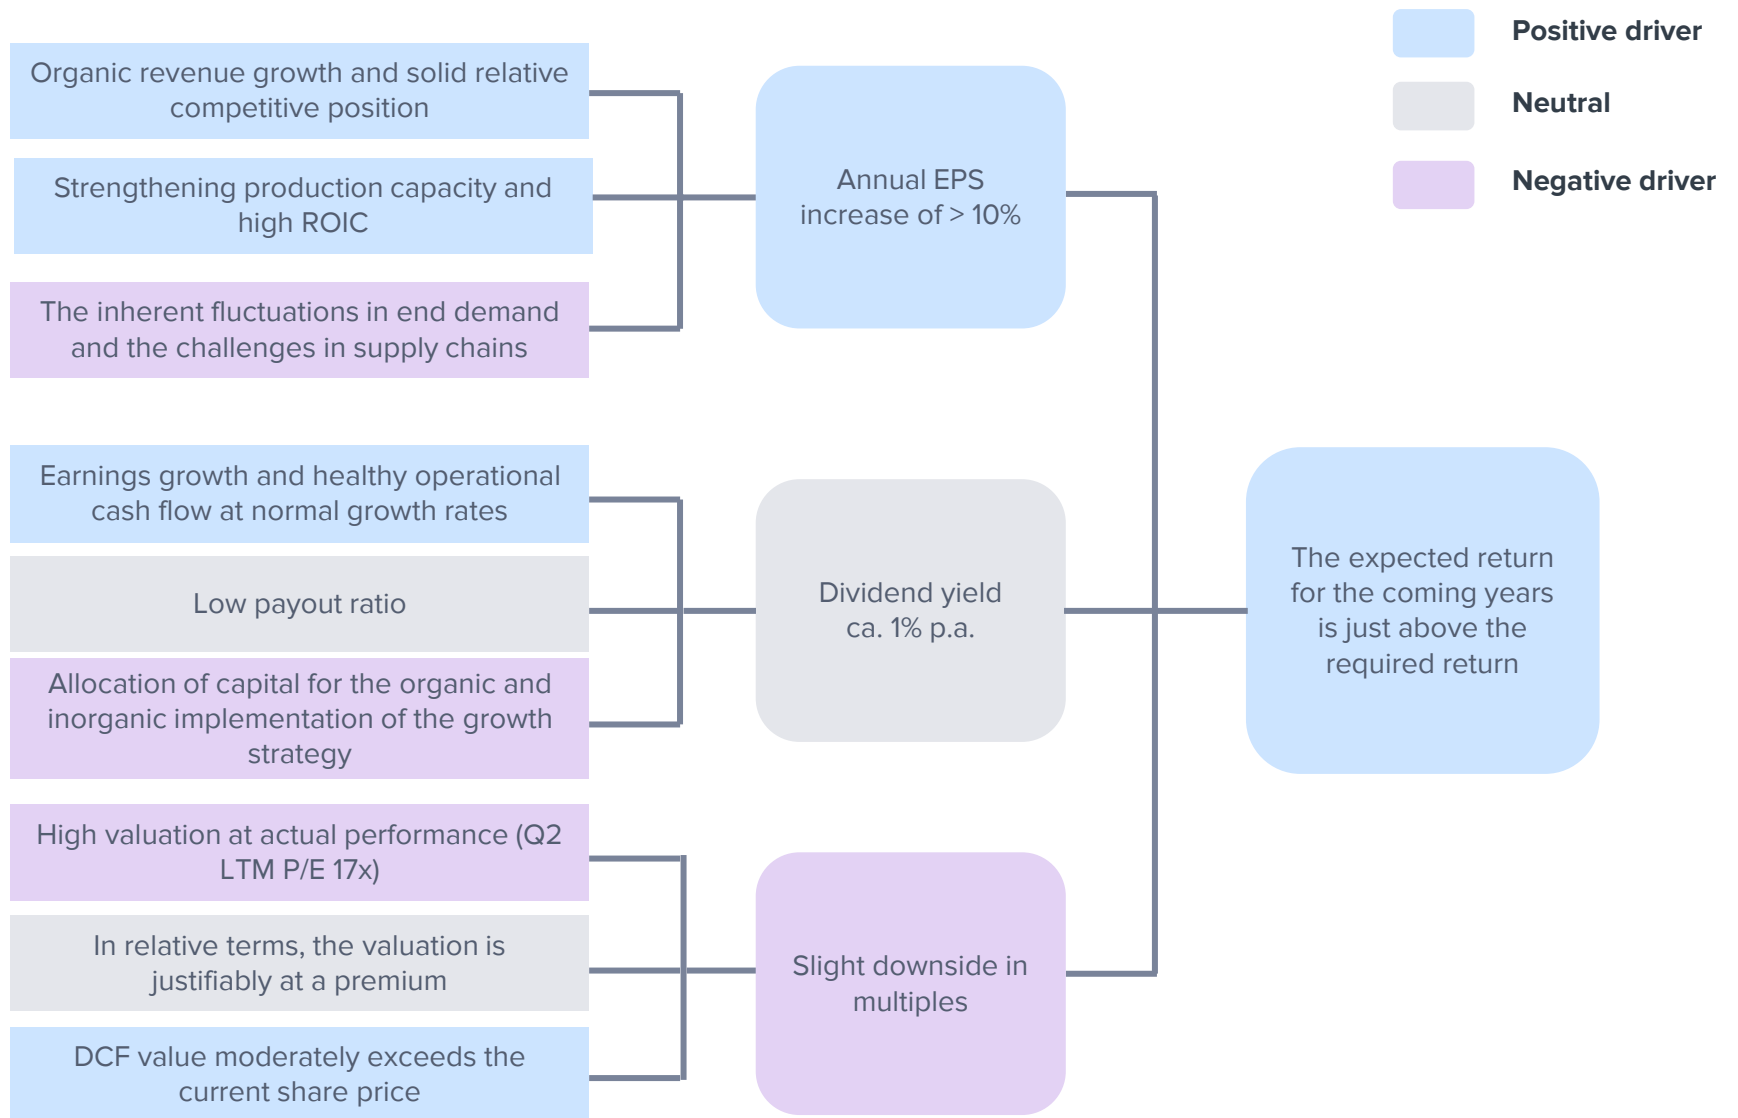 Positive driver
Neutral
Negative driver
Organic revenue growth and solid relative
competitive position
Strengthening production capacity and
high ROIC
The inherent fluctuations in end demand
and the challenges in supply chains
Annual EPS
increase of > 10%
Earnings growth and healthy operational
cash flow at normal growth rates
Low payout ratio
Allocation of capital for the organic and
inorganic implementation of the growth
strategy
Dividend yield
ca. 1% p.a.
High valuation at actual performance (Q2
LTM P/E 17x)
In relative terms, the valuation is
justifiably at a premium
DCF value moderately exceeds the
current share price
Slight downside in
multiples
The expected return
for the coming years
is just above the
required return